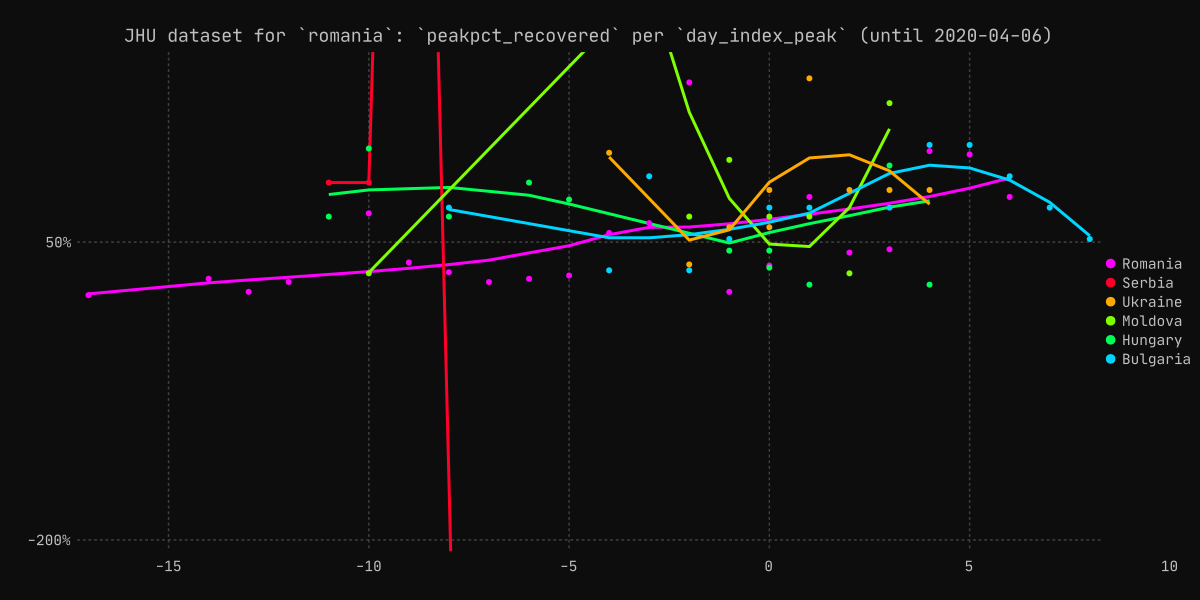 JHU dataset for `romania`: `peakpct_recovered` per `day_index_peak` (until 2020-04-06)
50%
Romania
Serbia
Ukraine
Moldova
Hungary
Bulgaria
-200%
-15
-10
-5
0
5
10